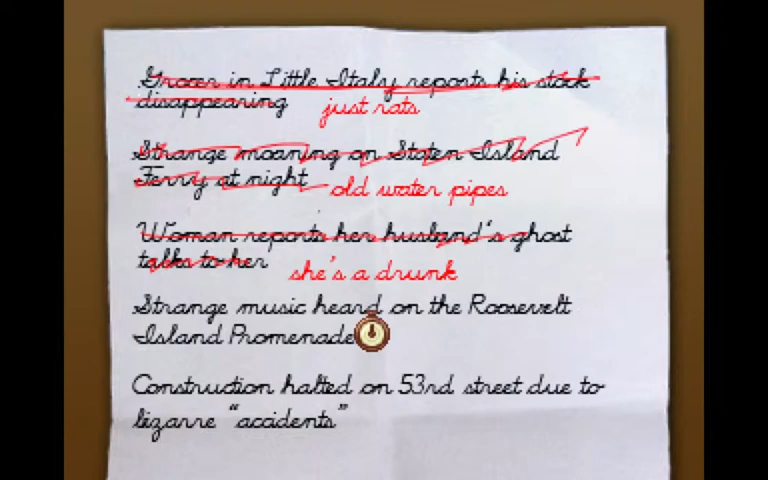 Grocer in Little Italy reports his stock
disappearing just rats
Strange moaning on Staten Island
Ferry at night old water pipes
Woman reports her husband's ghost
talks to her she's a drunk
Strange music heard on the Roosevelt
Island Promenade
Construction halted on 53rd street due to
bizarre "accidents"